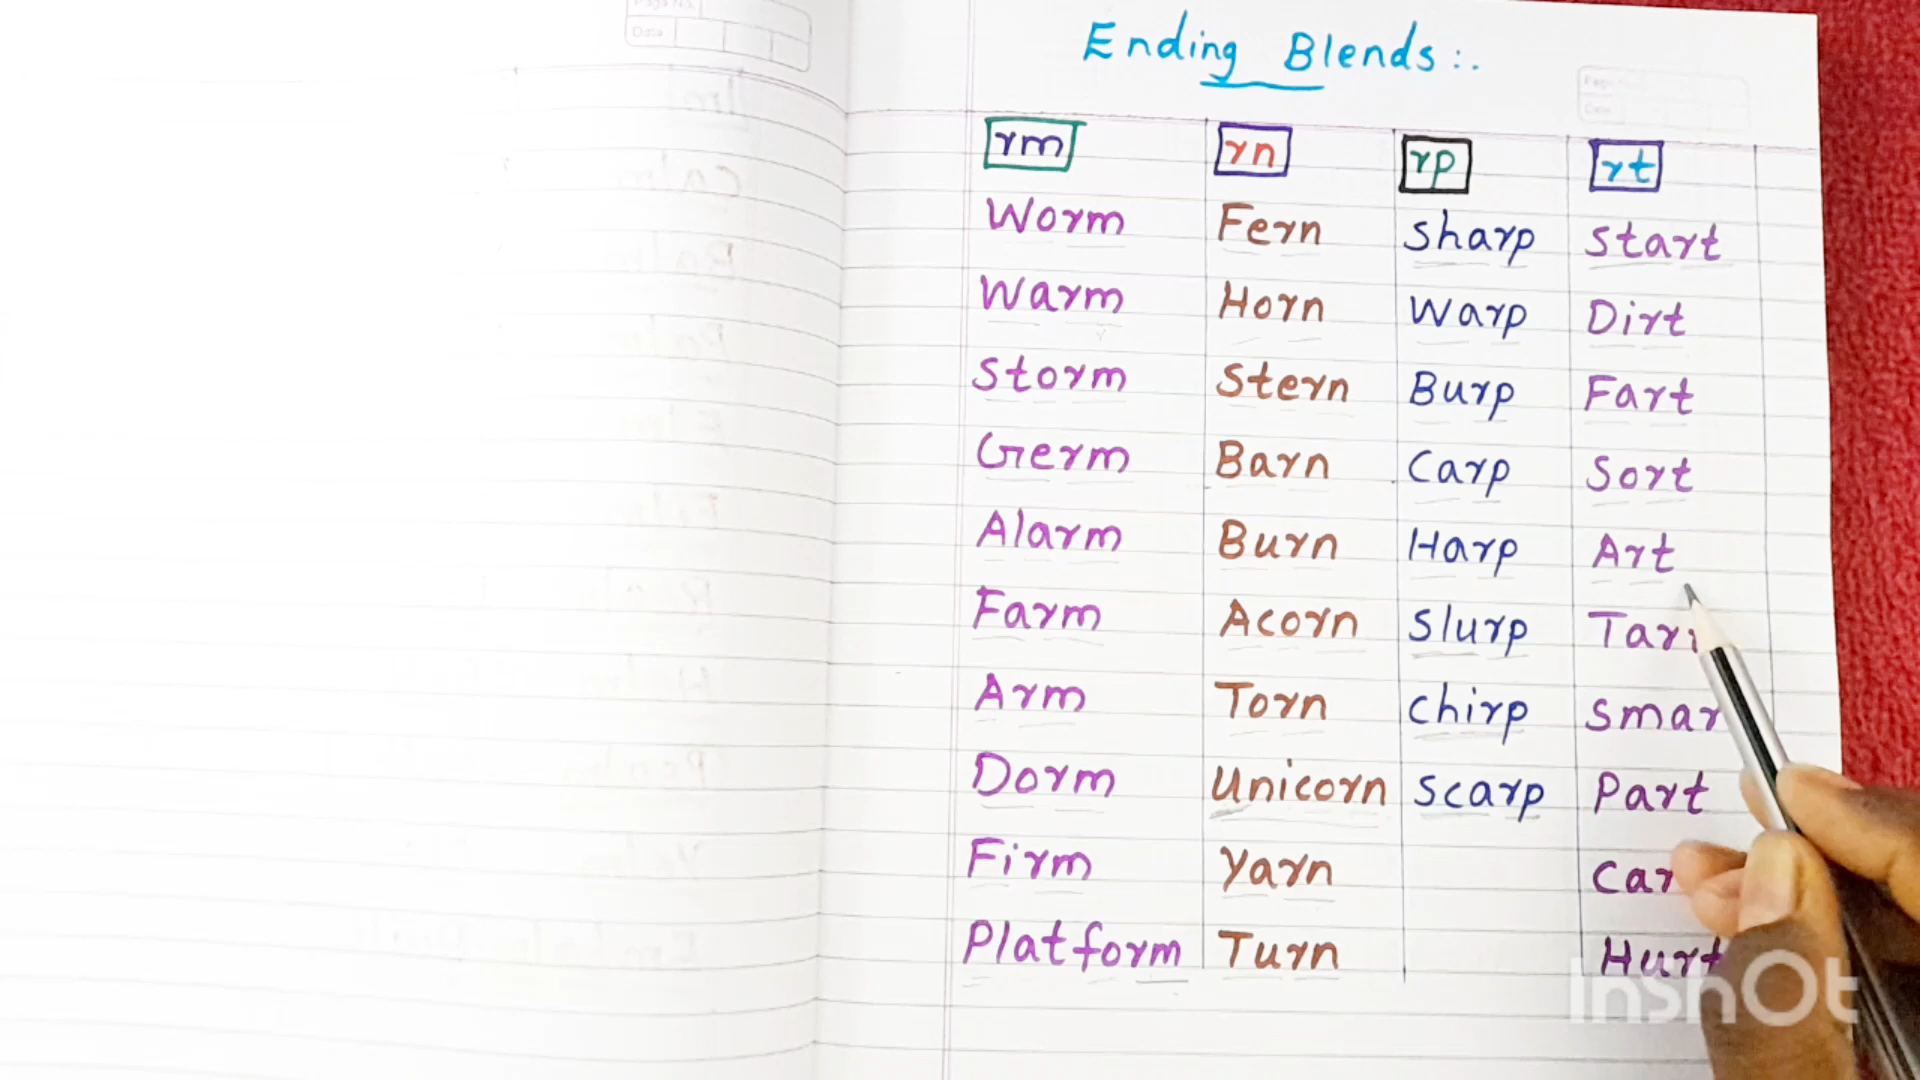 Ending Blends:.
rm rn rp rt
Worm Fern Sharp Start
Warm Horn Warp Dirt
Storm Stern Burp Fart
Germ Barn Carp Sort
Alarm Burn Harp Art
Farm Acorn Slurp
Arm Torn Chirp
Dorm Unicorn Scarp Part
Firm Yarn
Platform Turn Hurt
InShOt